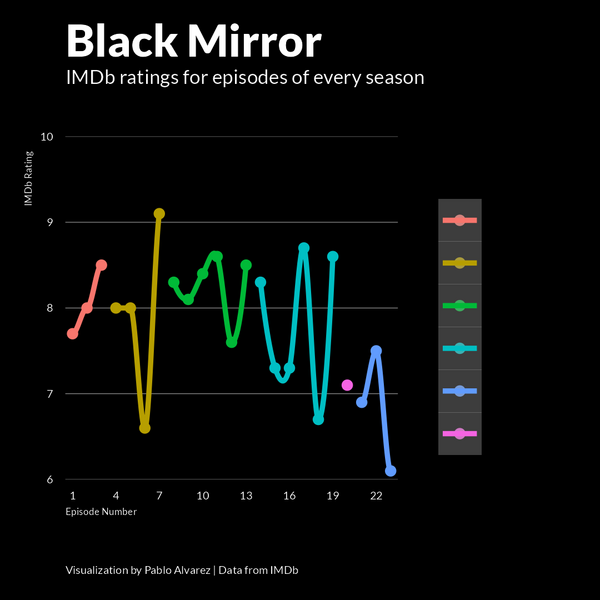 Black Mirror
IMDb ratings for episodes of every season
10
IMDb Rating
9
8
7
6
1 4 7 10 13 16 19 22
Episode Number
Visualization by Pablo Alvarez | Data from IMDb